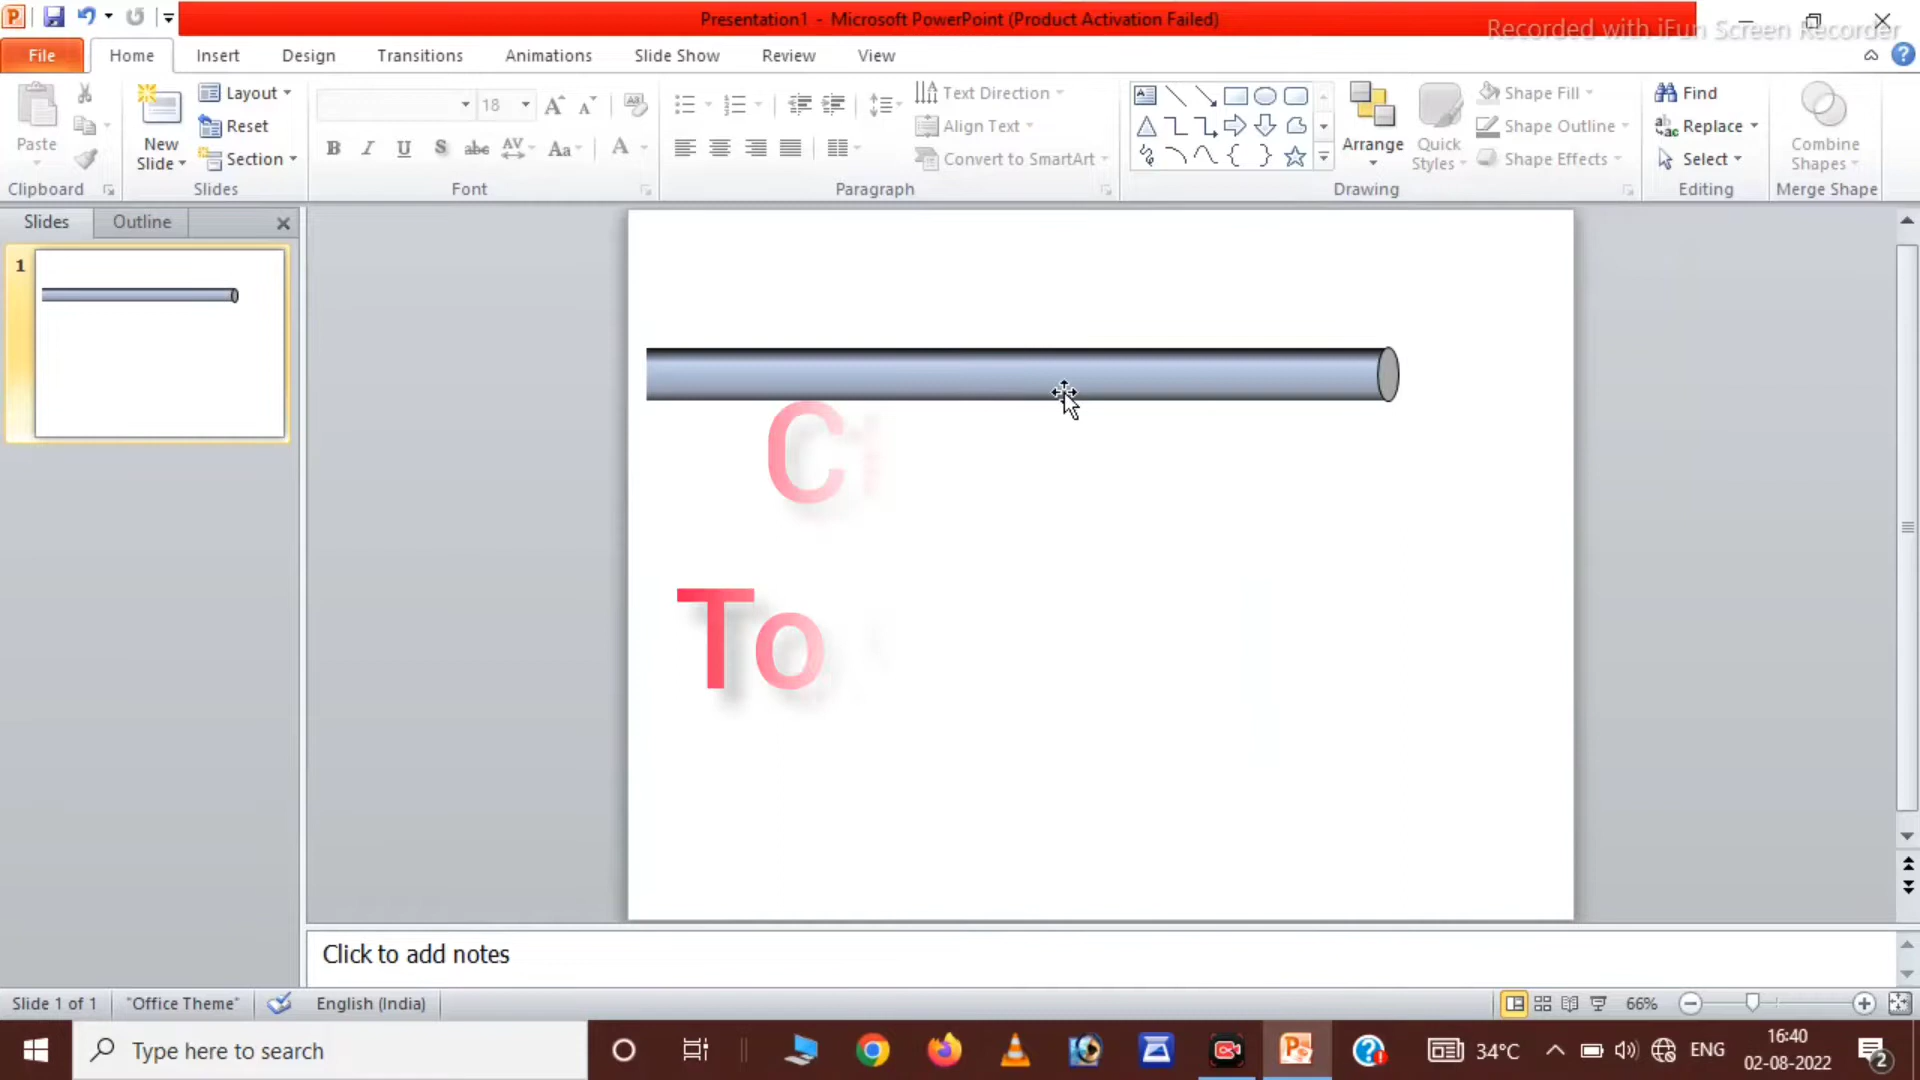 Presentation1 - Microsoft PowerPoint (Product Activation Failed)
Recorded with iFun Screen Recorder
File
Home
Insert
Design
Transitions
Animations
Slide Show
Review
View
Paste
New
Slide
Layout
Reset
Section
18
B I U S abc AV Aa A
Text Direction
Align Text
Convert to SmartArt
Arrange
Quick
Styles
Shape Fill
Shape Outline
Shape Effects
Find
Replace
Select
Combine
Shapes
Clipboard
Slides
Font
Paragraph
Drawing
Editing
Merge Shape
Slides
Outline
1
C
To
Click to add notes
Slide 1 of 1
"Office Theme"
English (India)
66%
Type here to search
34°C
ENG
16:40
02-08-2022
2